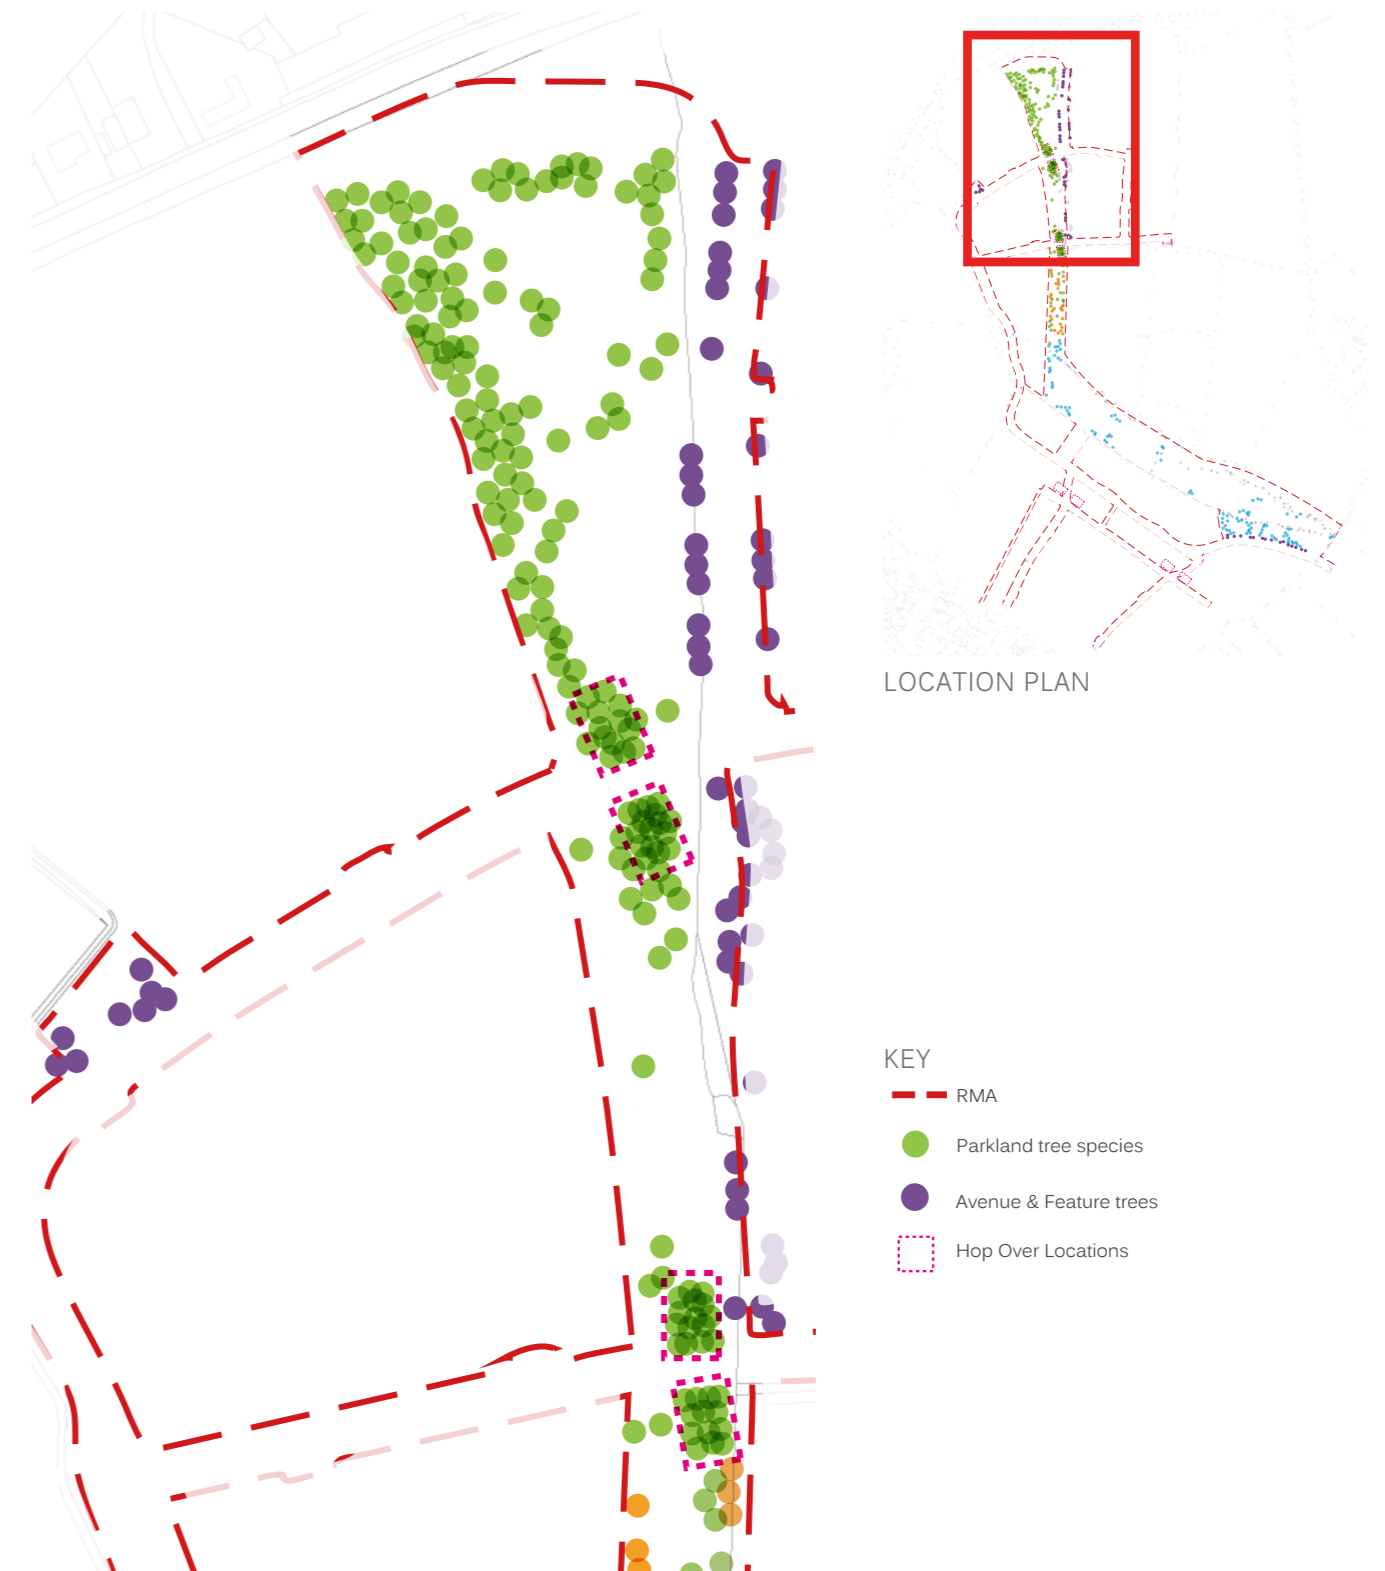 LOCATION PLAN
KEY
RMA
Parkland tree species
Avenue & Feature trees
Hop Over Locations